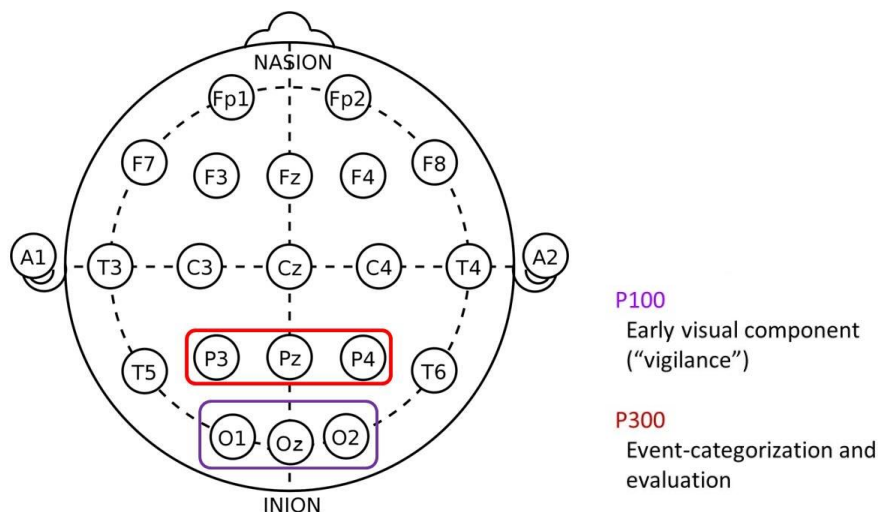 NASION
Fp1 Fp2
F7 F3 Fz F4 F8
A1 T3 C3 Cz C4 T4 A2
T5 P3 Pz P4 T6
O1 Oz O2
INION
P100
Early visual component
(“vigilance”)
P300
Event-categorization and
evaluation